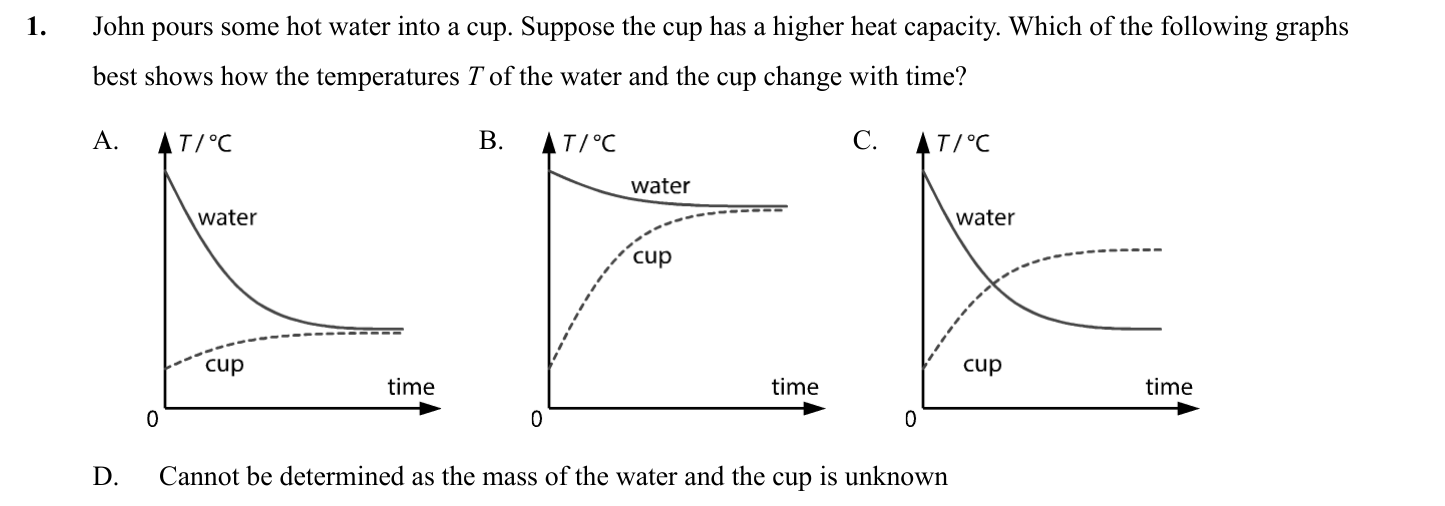 1. John pours some hot water into a cup. Suppose the cup has a higher heat capacity. Which of the following graphs
best shows how the temperatures T of the water and the cup change with time?
A. T / °C B. T / °C C. T / °C
water
cup
time
0
water
cup
time
0
water
cup
time
0
D. Cannot be determined as the mass of the water and the cup is unknown